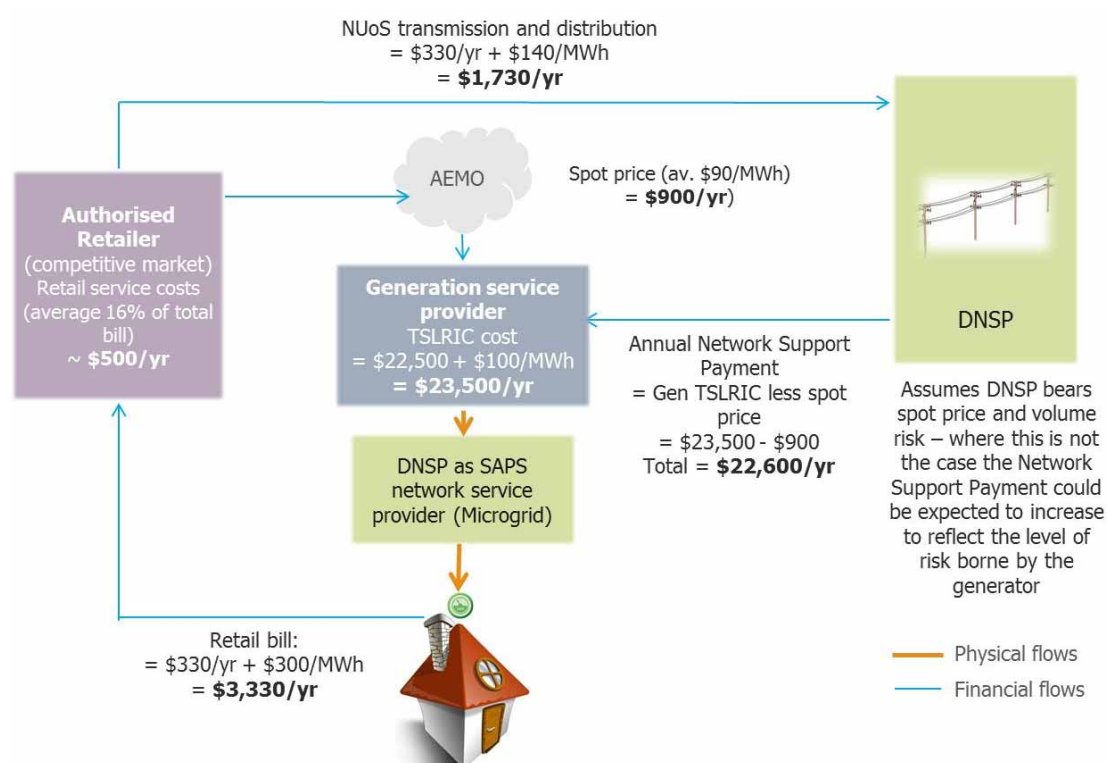 NUoS transmission and distribution
= $330/yr + $140/MWh
= $1,730/yr
AEMO
Spot price (av. $90/MWh)
= $900/yr)
Authorised
Retailer
(competitive market)
Retail service costs
(average 16% of total
bill)
~ $500/yr
Generation service
provider
TSLRIC cost
= $22,500 + $100/MWh
= $23,500/yr
DNSP
Annual Network Support
Payment
= Gen TSLRIC less spot
price
= $23,500 - $900
Total = $22,600/yr
Assumes DNSP bears
spot price and volume
risk – where this is not
the case the Network
Support Payment could
be expected to increase
to reflect the level of
risk borne by the
generator
DNSP as SAPS
network service
provider (Microgrid)
Retail bill:
= $330/yr + $300/MWh
= $3,330/yr
Physical flows
Financial flows